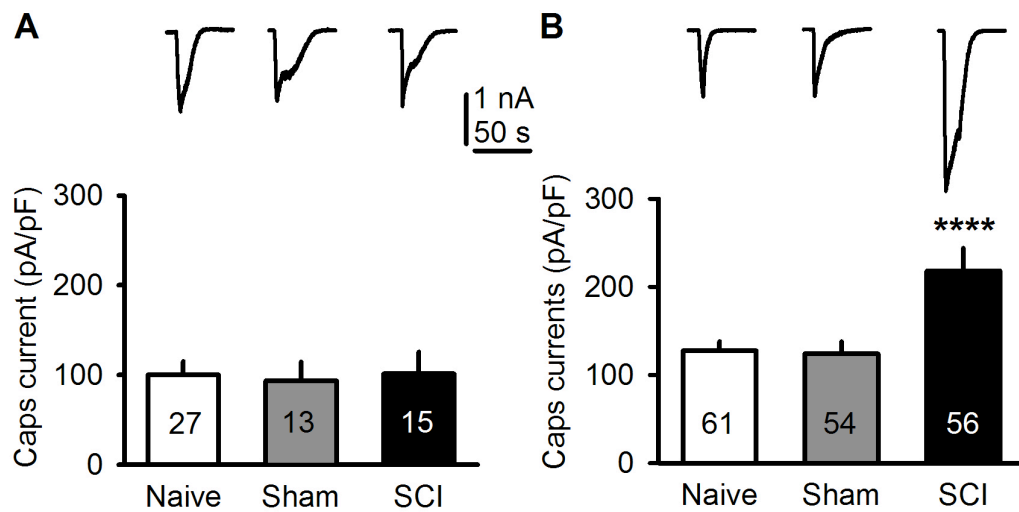 A
1 nA
50 s
Caps current (pA/pF)
300
200
100
0
27
13
15
Naive
Sham
SCI
B
Caps currents (pA/pF)
300
200
100
0
****
61
54
56
Naive
Sham
SCI